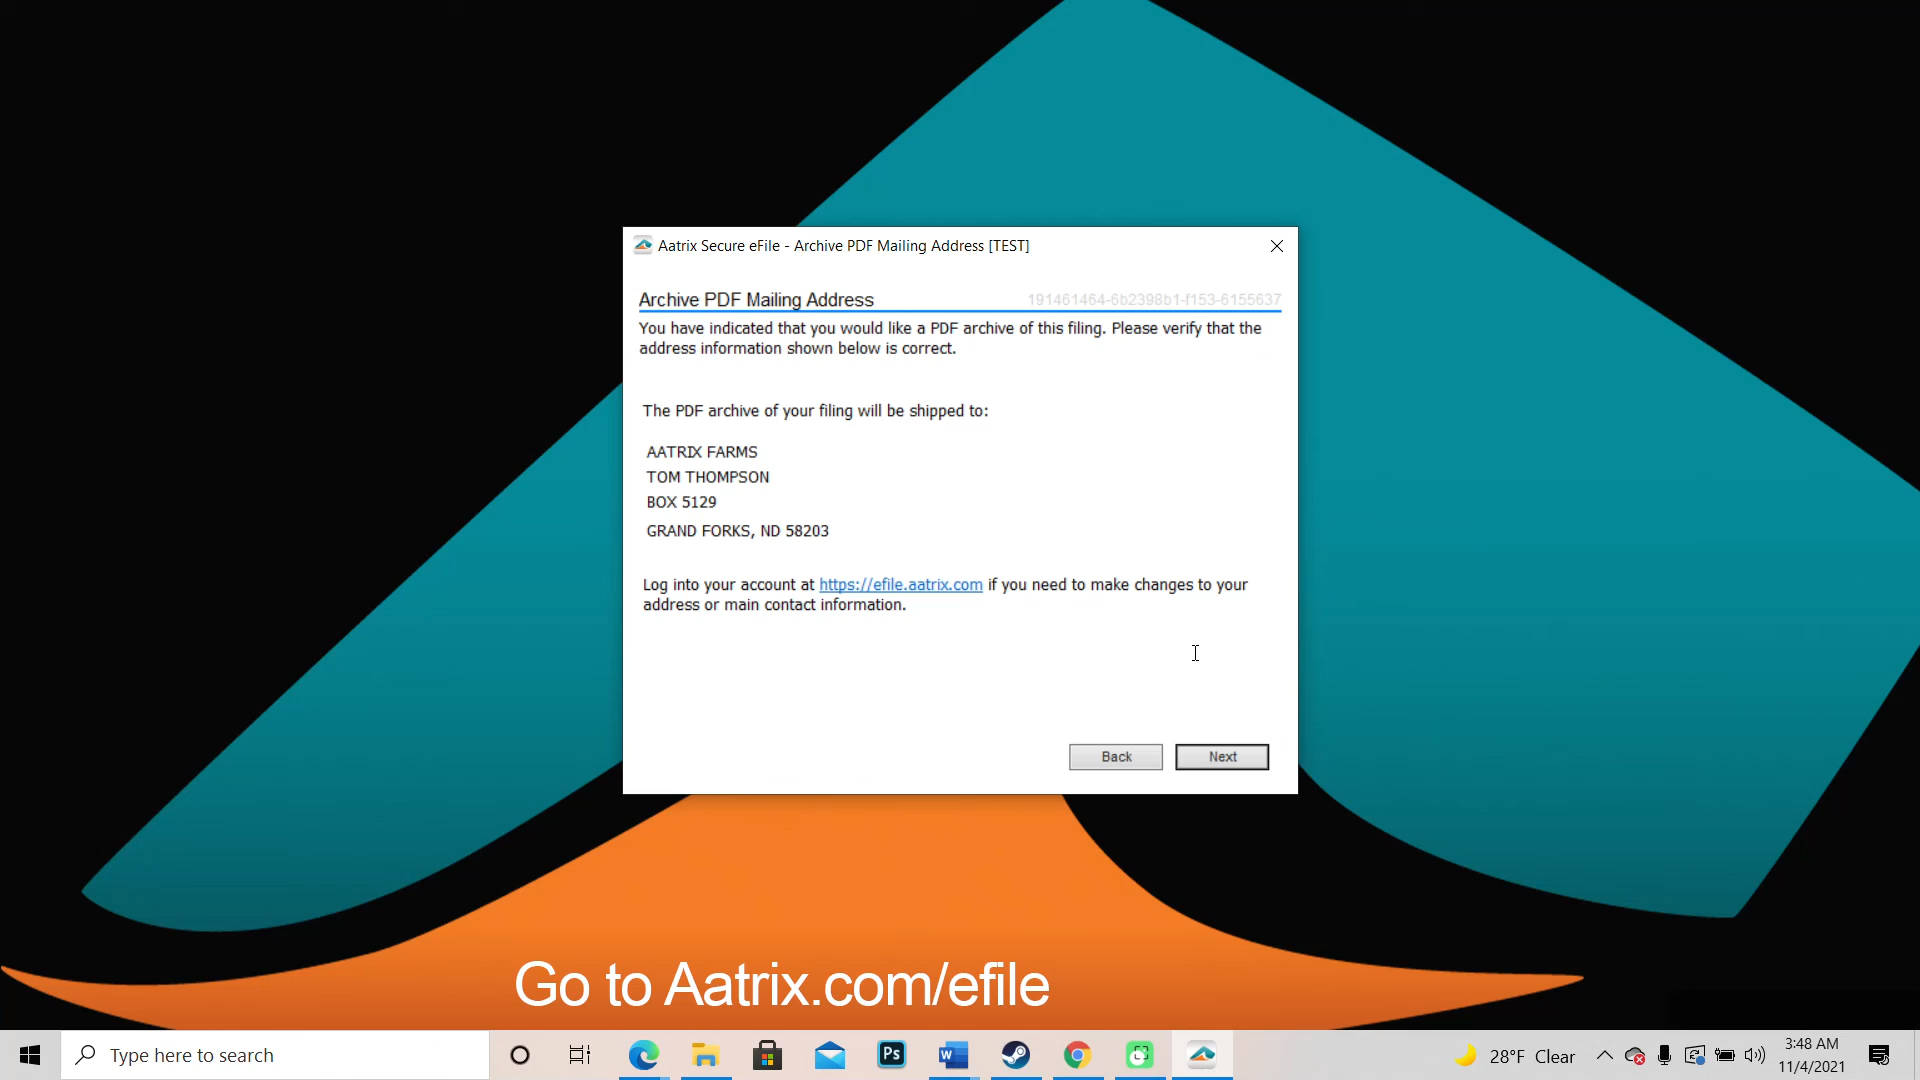 Aatrix Secure eFile - Archive PDF Mailing Address [TEST]
Archive PDF Mailing Address
191461464-6b2398b1-f153-6155637
You have indicated that you would like a PDF archive of this filing. Please verify that the
address information shown below is correct.
The PDF archive of your filing will be shipped to:
AATRIX FARMS
TOM THOMPSON
BOX 5129
GRAND FORKS, ND 58203
Log into your account at https://efile.aatrix.com if you need to make changes to your
address or main contact information.
Back
Next
Go to Aatrix.com/efile
Type here to search
Ps
W
28°F Clear
3:48 AM
11/4/2021